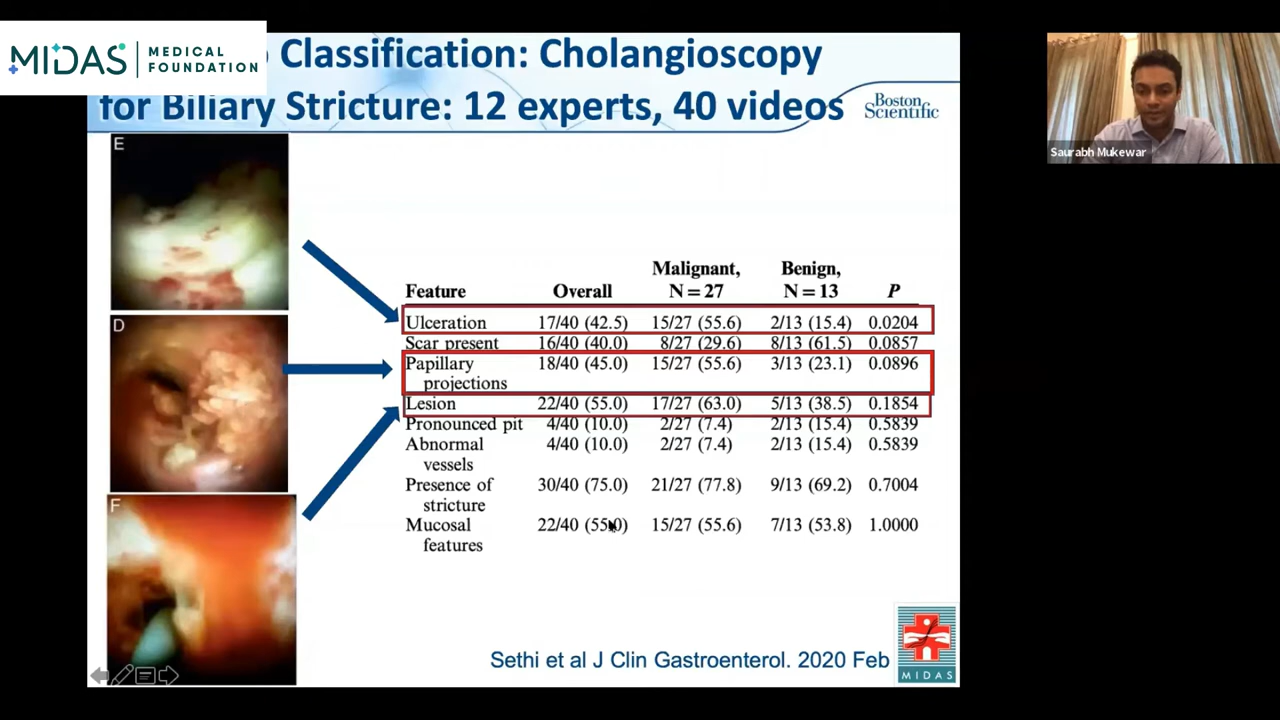 MIDAS
MEDICAL
FOUNDATION
Classification: Cholangioscopy
for Biliary Stricture: 12 experts, 40 videos
Boston
Scientific
Saurabh Mukewar
E
D
F
Malignant, Benign,
Feature Overall N = 27 N = 13 P
Ulceration 17/40 (42.5) 15/27 (55.6) 2/13 (15.4) 0.0204
Scar present 16/40 (40.0) 8/27 (29.6) 8/13 (61.5) 0.0857
Papillary 18/40 (45.0) 15/27 (55.6) 3/13 (23.1) 0.0896
projections
Lesion 22/40 (55.0) 17/27 (63.0) 5/13 (38.5) 0.1854
Pronounced pit 4/40 (10.0) 2/27 (7.4) 2/13 (15.4) 0.5839
Abnormal 4/40 (10.0) 2/27 (7.4) 2/13 (15.4) 0.5839
vessels
Presence of 30/40 (75.0) 21/27 (77.8) 9/13 (69.2) 0.7004
stricture
Mucosal 22/40 (55.0) 15/27 (55.6) 7/13 (53.8) 1.0000
features
Sethi et al J Clin Gastroenterol. 2020 Feb
MIDAS